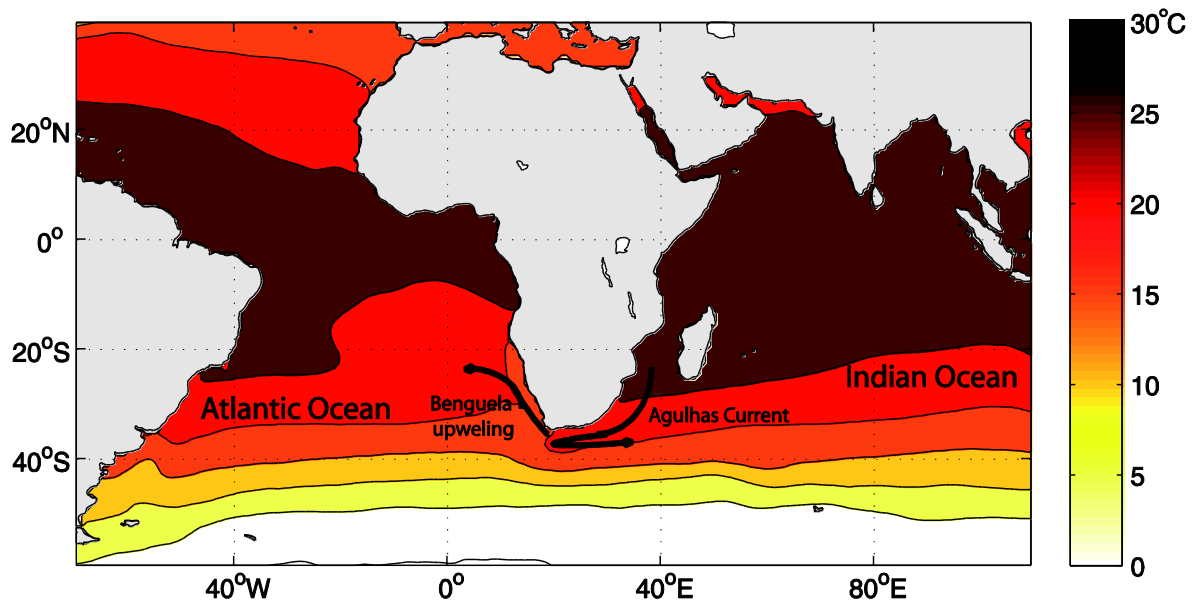 30°C
25
20
15
10
5
0
20°N
0°
20°S
40°S
40°W
0°
40°E
80°E
Atlantic Ocean
Benguela
upweling
Agulhas Current
Indian Ocean